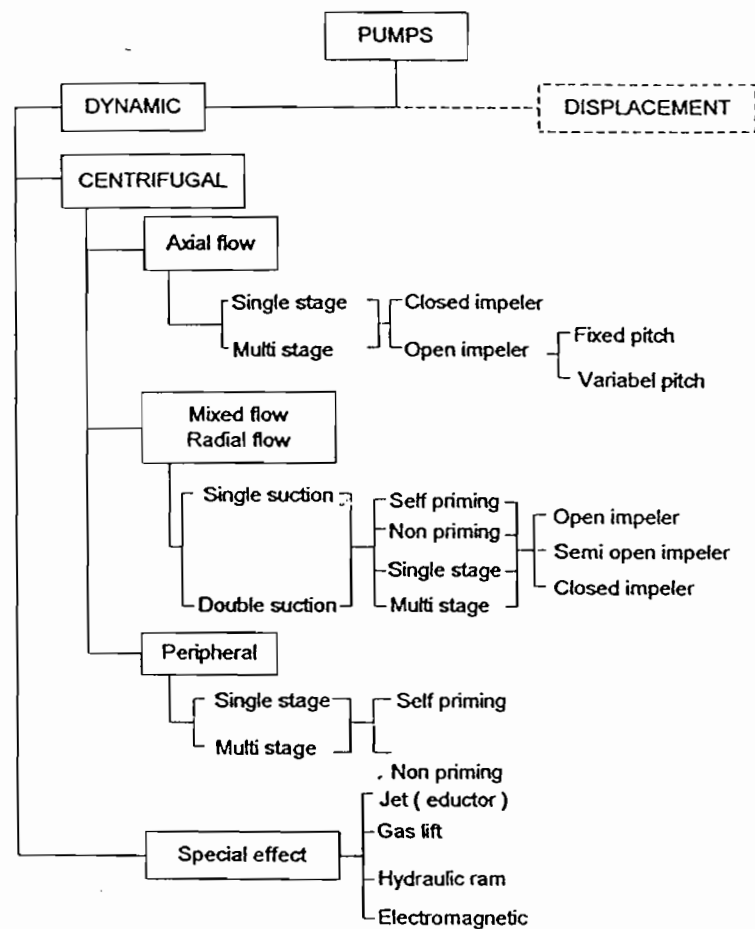 PUMPS
DYNAMIC
DISPLACEMENT
CENTRIFUGAL
Axial flow
Single stage
Closed impeler
Multi stage
Open impeler
Fixed pitch
Variabel pitch
Mixed flow
Radial flow
Single suction
Double suction
Self priming
Non priming
Single stage
Multi stage
Open impeler
Semi open impeler
Closed impeler
Peripheral
Single stage
Multi stage
Self priming
Non priming
Special effect
Jet ( eductor )
Gas lift
Hydraulic ram
Electromagnetic